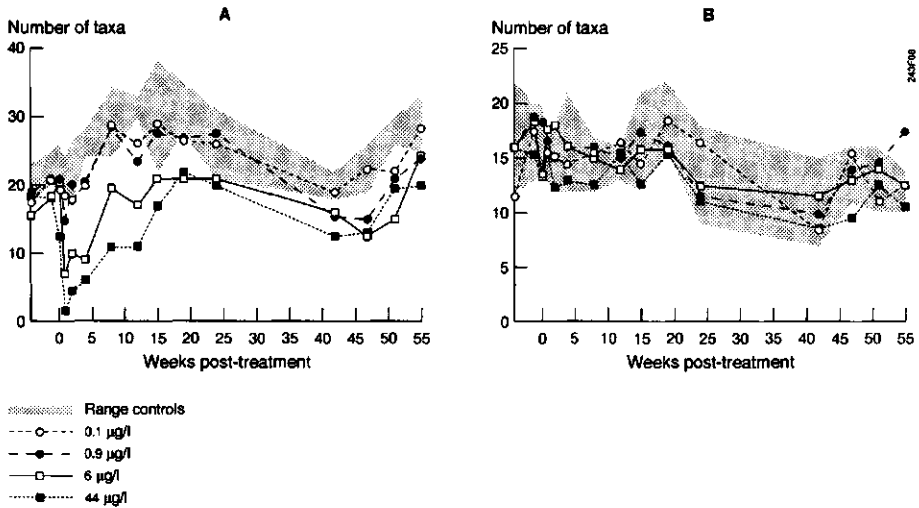 A
B
Number of taxa
Number of taxa
40
30
20
10
0
0 5 10 15 20 25 30 35 40 45 50 55
Weeks post-treatment
25
20
15
10
5
0
0 5 10 15 20 25 30 35 40 45 50 55
Weeks post-treatment
243F08
Range controls
0.1 µg/l
0.9 µg/l
6 µg/l
44 µg/l